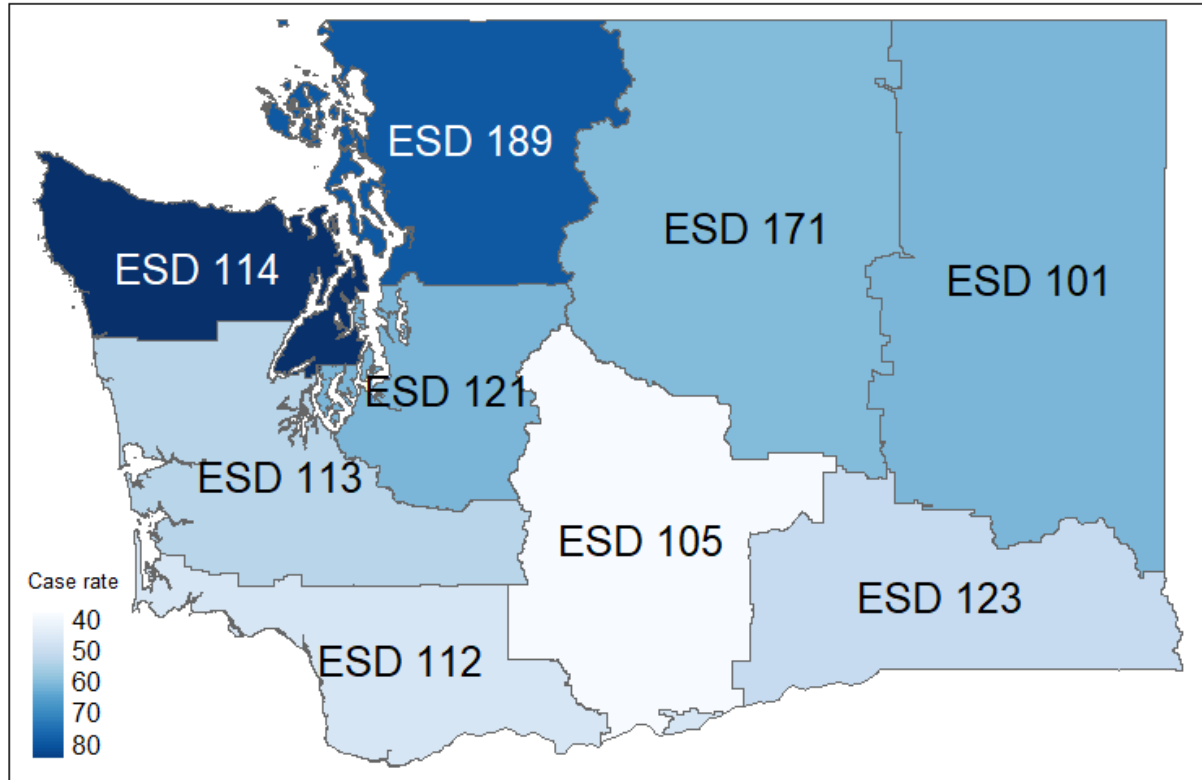 ESD 189
ESD 171
ESD 114
ESD 101
ESD 121
ESD 113
ESD 105
ESD 123
ESD 112
Case rate
40
50
60
70
80